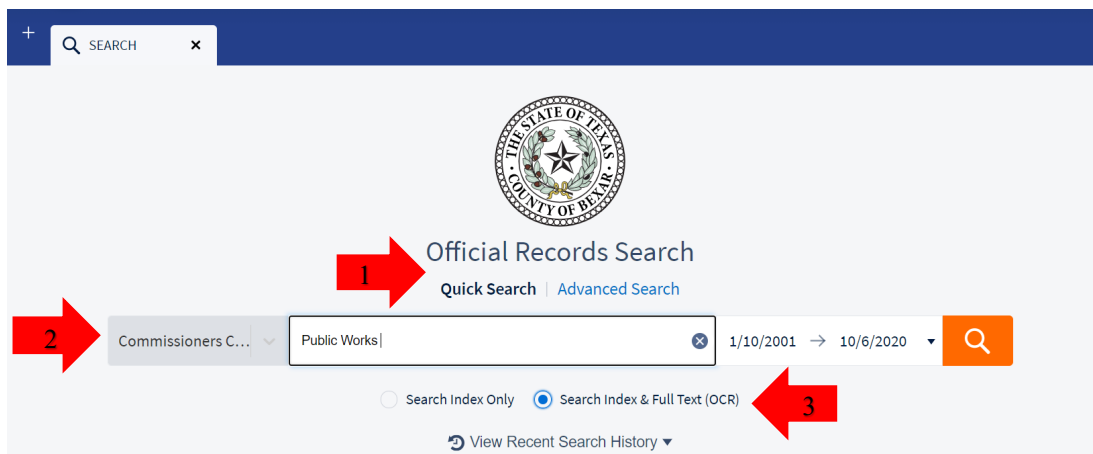 + SEARCH ×
THE STATE OF TEXAS
COUNTY OF BEXAR
Official Records Search
1
Quick Search | Advanced Search
2
Commissioners C... Public Works 1/10/2001 → 10/6/2020
Search Index Only Search Index & Full Text (OCR)
3
View Recent Search History